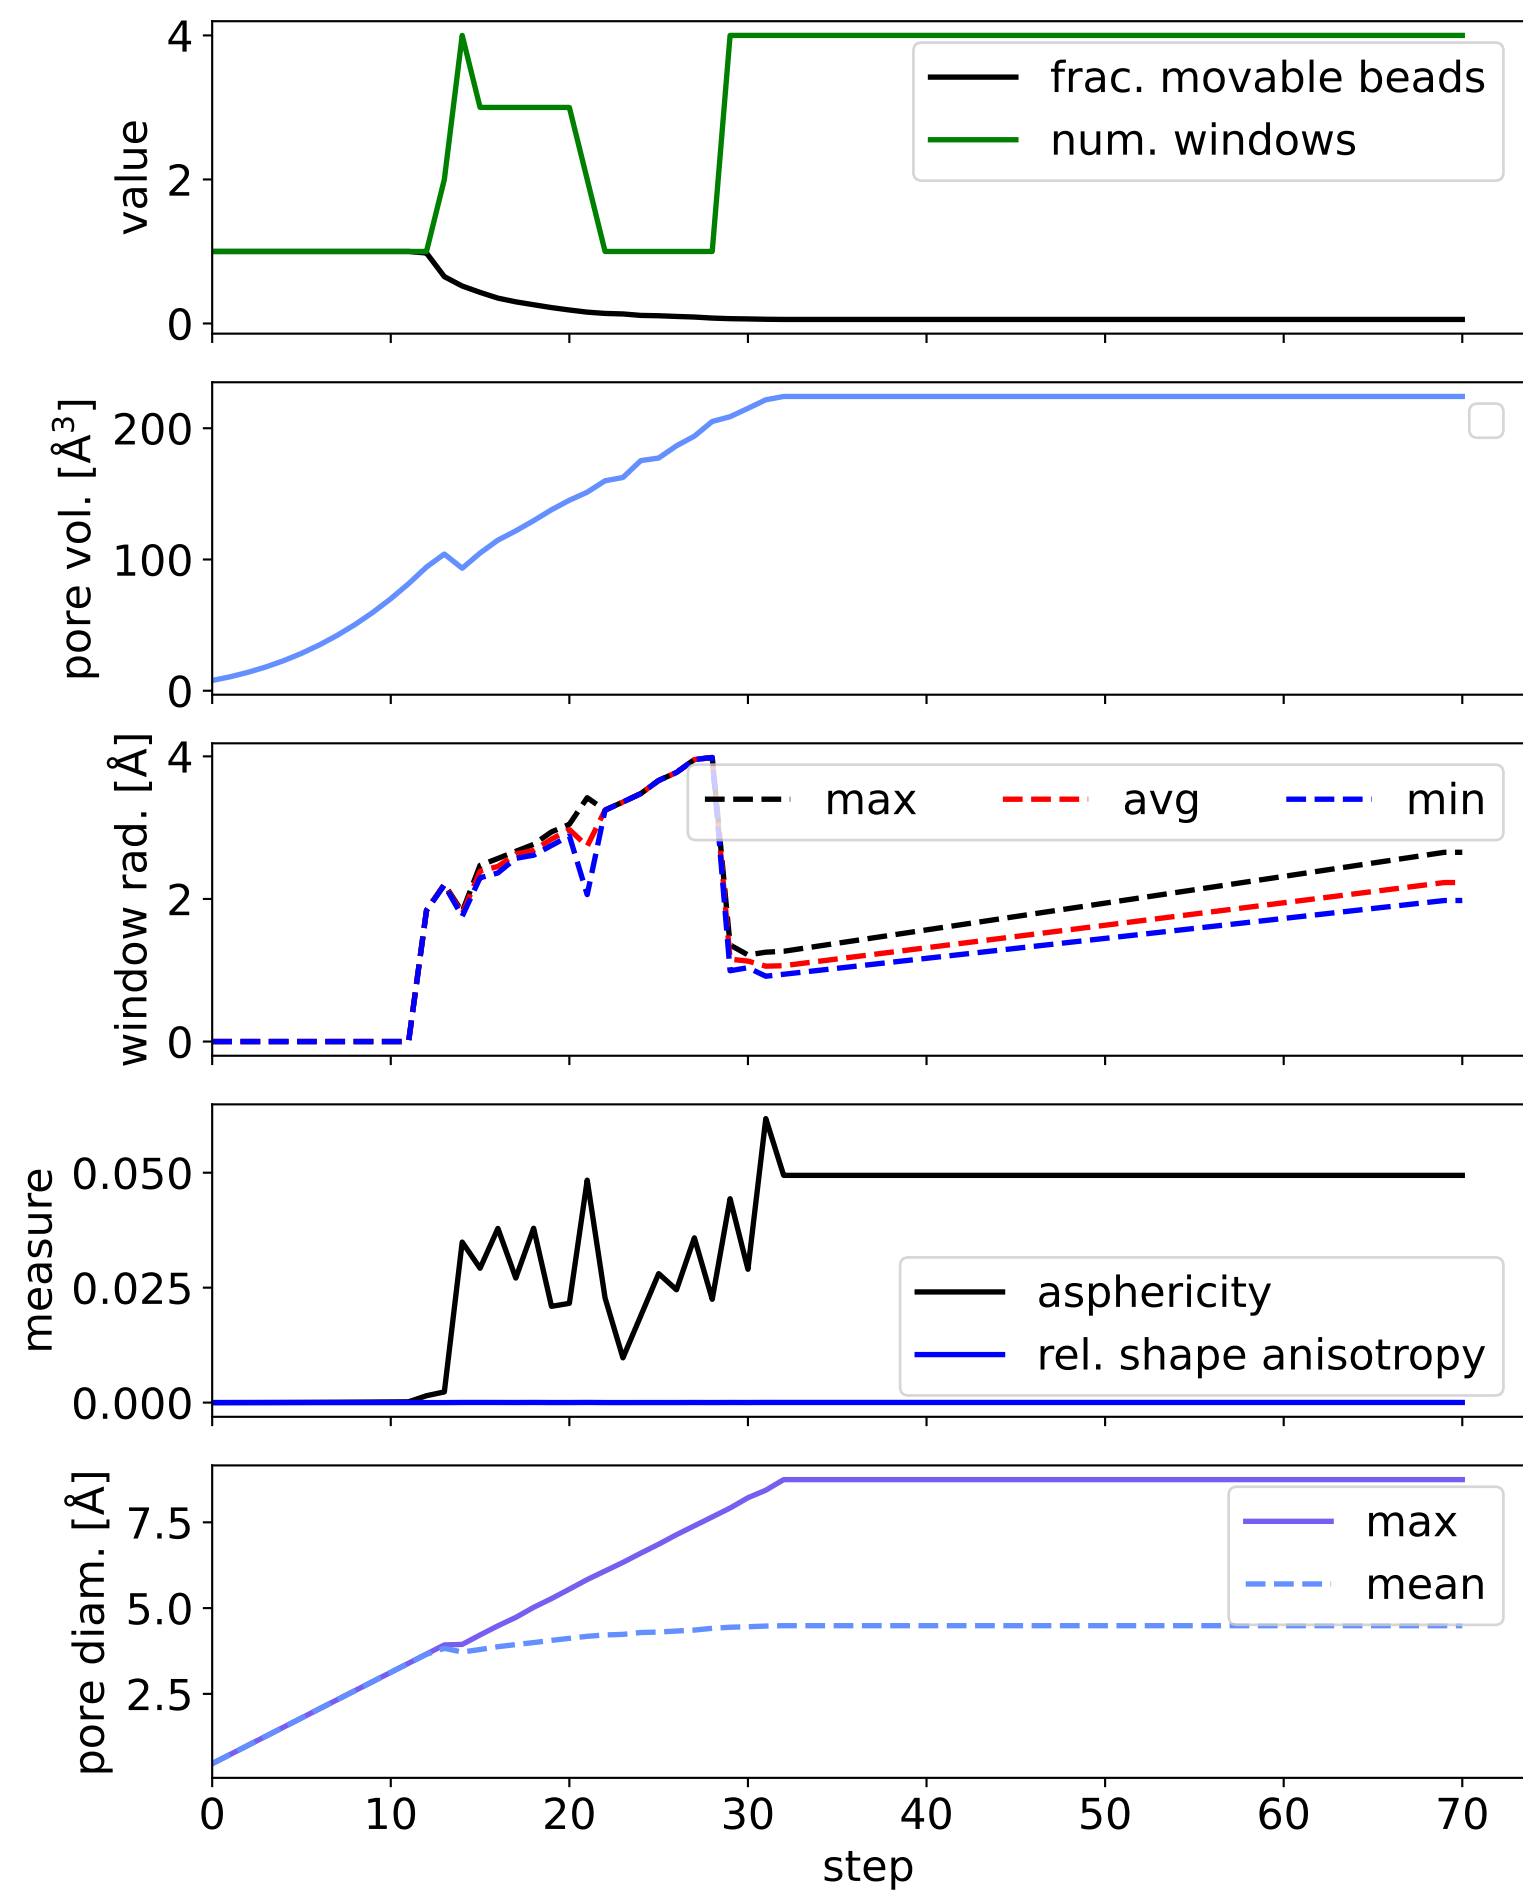 4
2
0
value
frac. movable beads
num. windows
200
100
0
pore vol. [Å³]
4
2
0
window rad. [Å]
max avg min
0.050
0.025
0.000
measure
asphericity
rel. shape anisotropy
7.5
5.0
2.5
pore diam. [Å]
max
mean
0 10 20 30 40 50 60 70
step